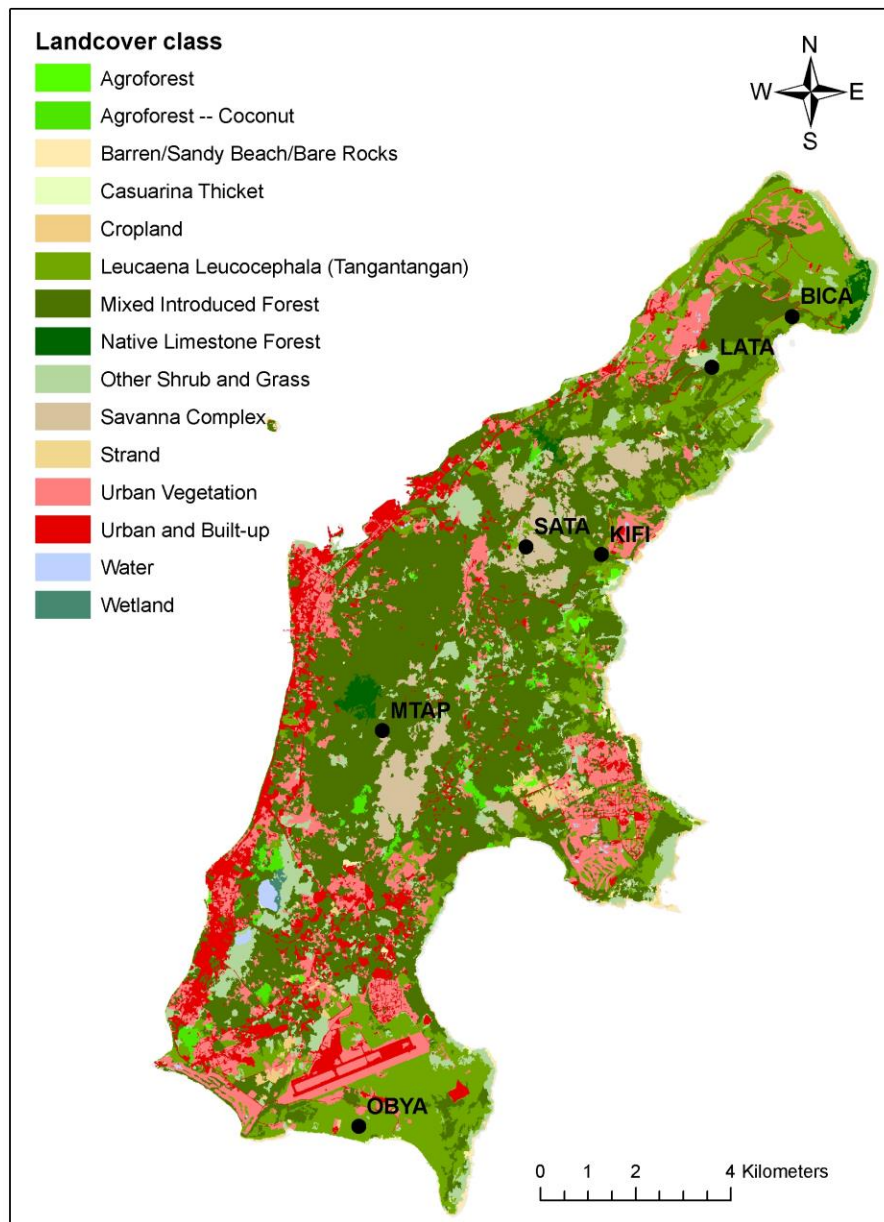 Landcover class
Agroforest
Agroforest -- Coconut
Barren/Sandy Beach/Bare Rocks
Casuarina Thicket
Cropland
Leucaena Leucocephala (Tangantangan)
Mixed Introduced Forest
Native Limestone Forest
Other Shrub and Grass
Savanna Complex
Strand
Urban Vegetation
Urban and Built-up
Water
Wetland
N
W E
S
BICA
LATA
SATA
KIFI
MTAP
OBYA
0 1 2 4 Kilometers